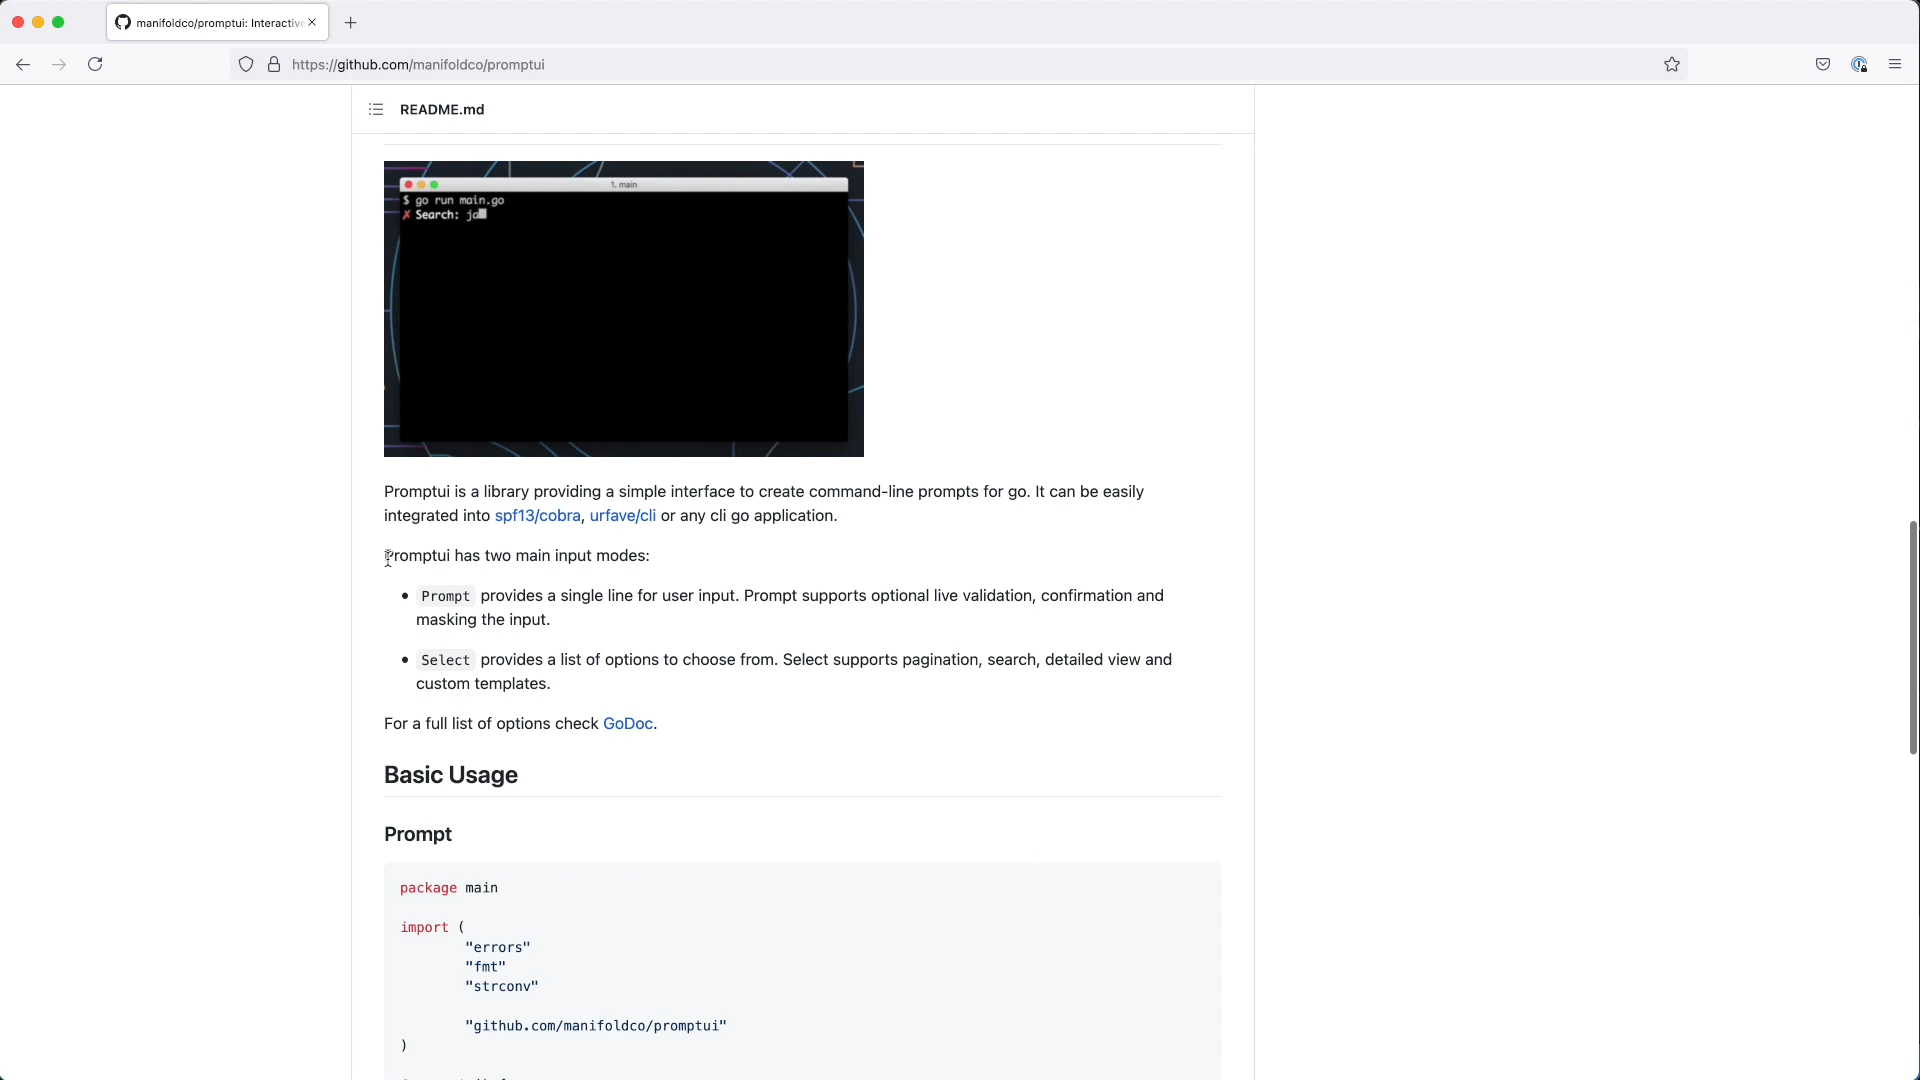 manifoldco/promptui: Interactive
https://github.com/manifoldco/promptui
README.md
1. main
$ go run main.go
✗ Search: ja
Promptui is a library providing a simple interface to create command-line prompts for go. It can be easily
integrated into spf13/cobra, urfave/cli or any cli go application.
Promptui has two main input modes:
• Prompt provides a single line for user input. Prompt supports optional live validation, confirmation and
masking the input.
• Select provides a list of options to choose from. Select supports pagination, search, detailed view and
custom templates.
For a full list of options check GoDoc.
Basic Usage
Prompt
package main
import (
"errors"
"fmt"
"strconv"
"github.com/manifoldco/promptui"
)